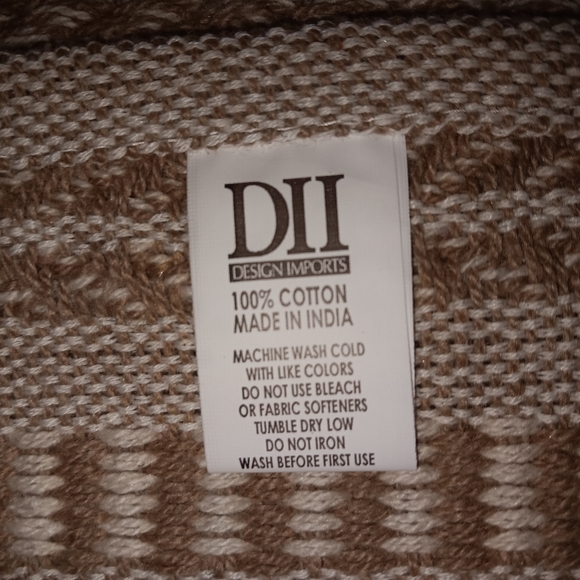 DII
DESIGN IMPORTS
100% COTTON
MADE IN INDIA
MACHINE WASH COLD
WITH LIKE COLORS
DO NOT USE BLEACH
OR FABRIC SOFTENERS
TUMBLE DRY LOW
DO NOT IRON
WASH BEFORE FIRST USE